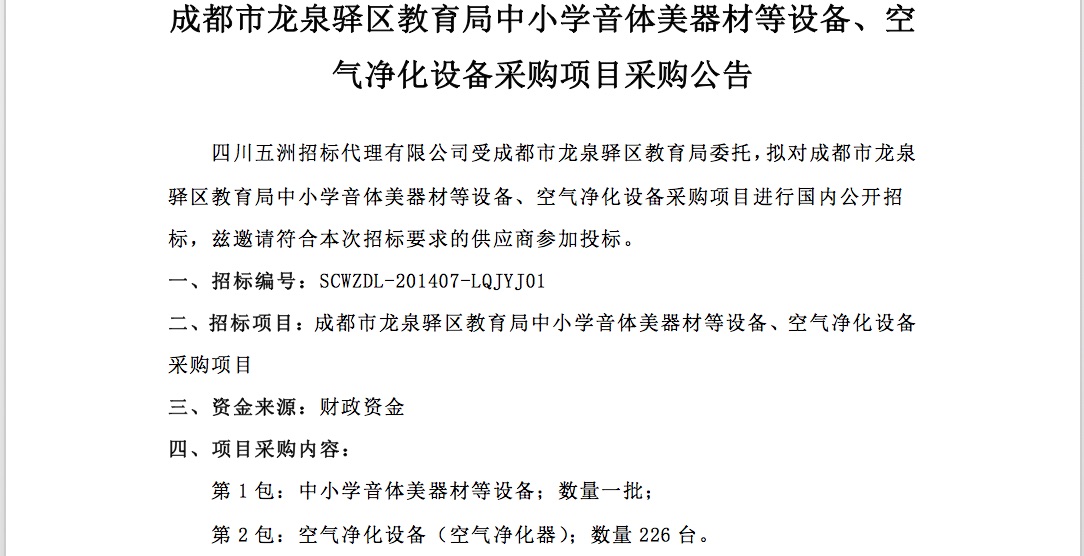 成都市龙泉驿区教育局中小学音体美器材等设备、空
气净化设备采购项目采购公告
四川五洲招标代理有限公司受成都市龙泉驿区教育局委托，拟对成都市龙泉
驿区教育局中小学音体美器材等设备、空气净化设备采购项目进行国内公开招
标，兹邀请符合本次招标要求的供应商参加投标。
一、招标编号：SCWZDL-201407-LQJYJ01
二、招标项目：成都市龙泉驿区教育局中小学音体美器材等设备、空气净化设备
采购项目
三、资金来源：财政资金
四、项目采购内容：
第 1 包：中小学音体美器材等设备；数量一批；
第 2 包：空气净化设备（空气净化器）；数量 226 台。